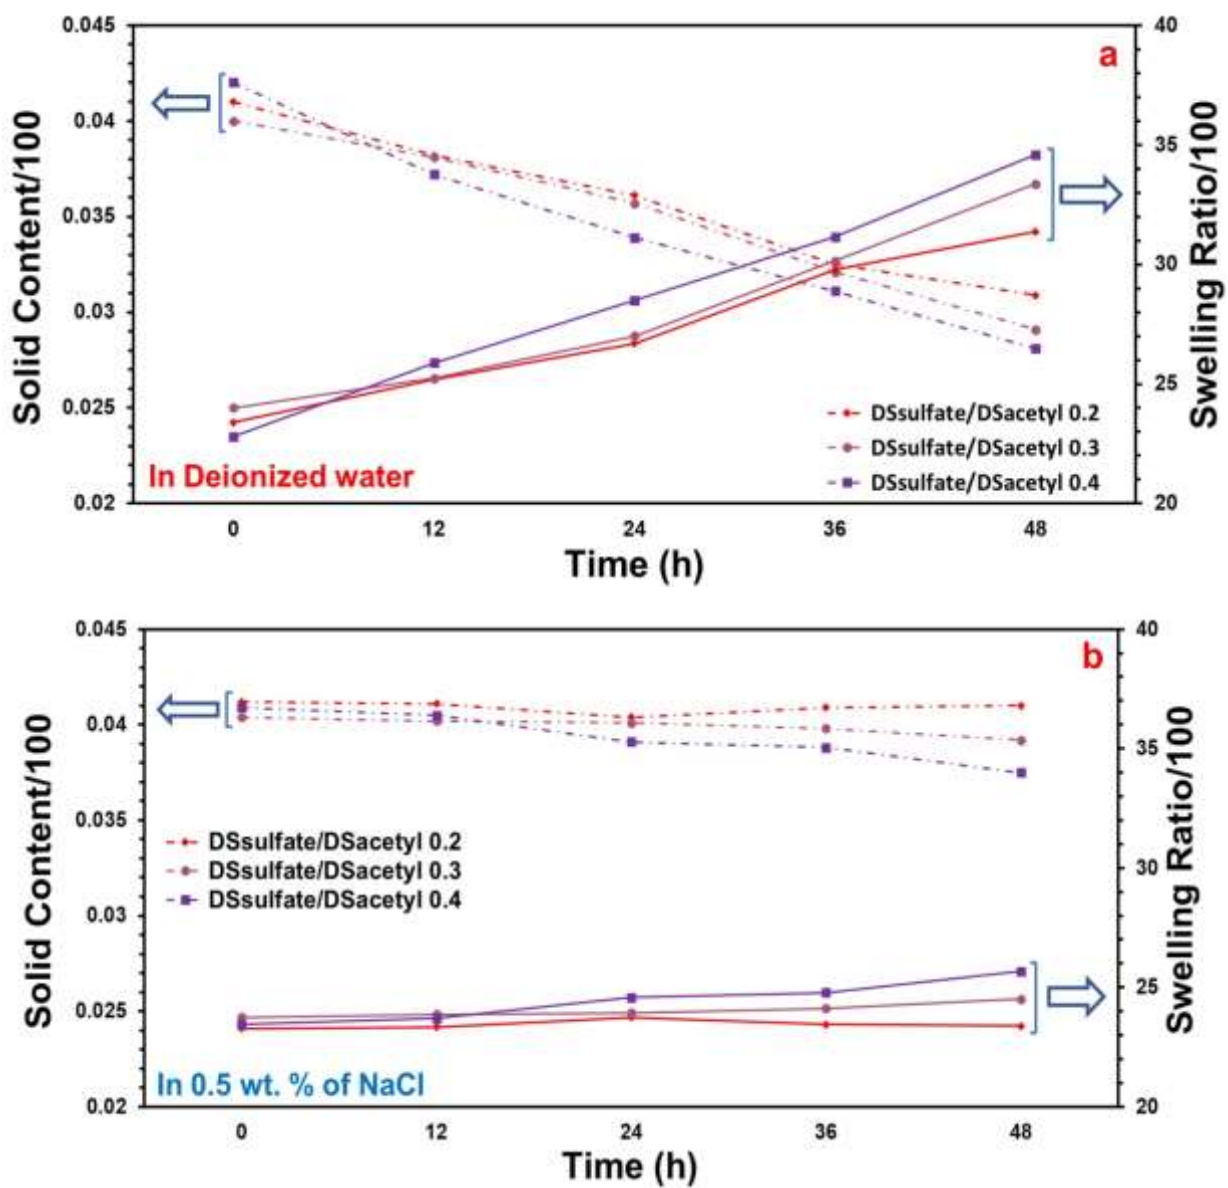 0.045
0.04
0.035
0.03
0.025
0.02
Solid Content/100
40
35
30
25
20
Swelling Ratio/100
a
DSsulfate/DSacetyl 0.2
DSsulfate/DSacetyl 0.3
DSsulfate/DSacetyl 0.4
In Deionized water
0 12 24 36 48
Time (h)
0.045
0.04
0.035
0.03
0.025
0.02
Solid Content/100
40
35
30
25
20
Swelling Ratio/100
b
DSsulfate/DSacetyl 0.2
DSsulfate/DSacetyl 0.3
DSsulfate/DSacetyl 0.4
In 0.5 wt. % of NaCl
0 12 24 36 48
Time (h)